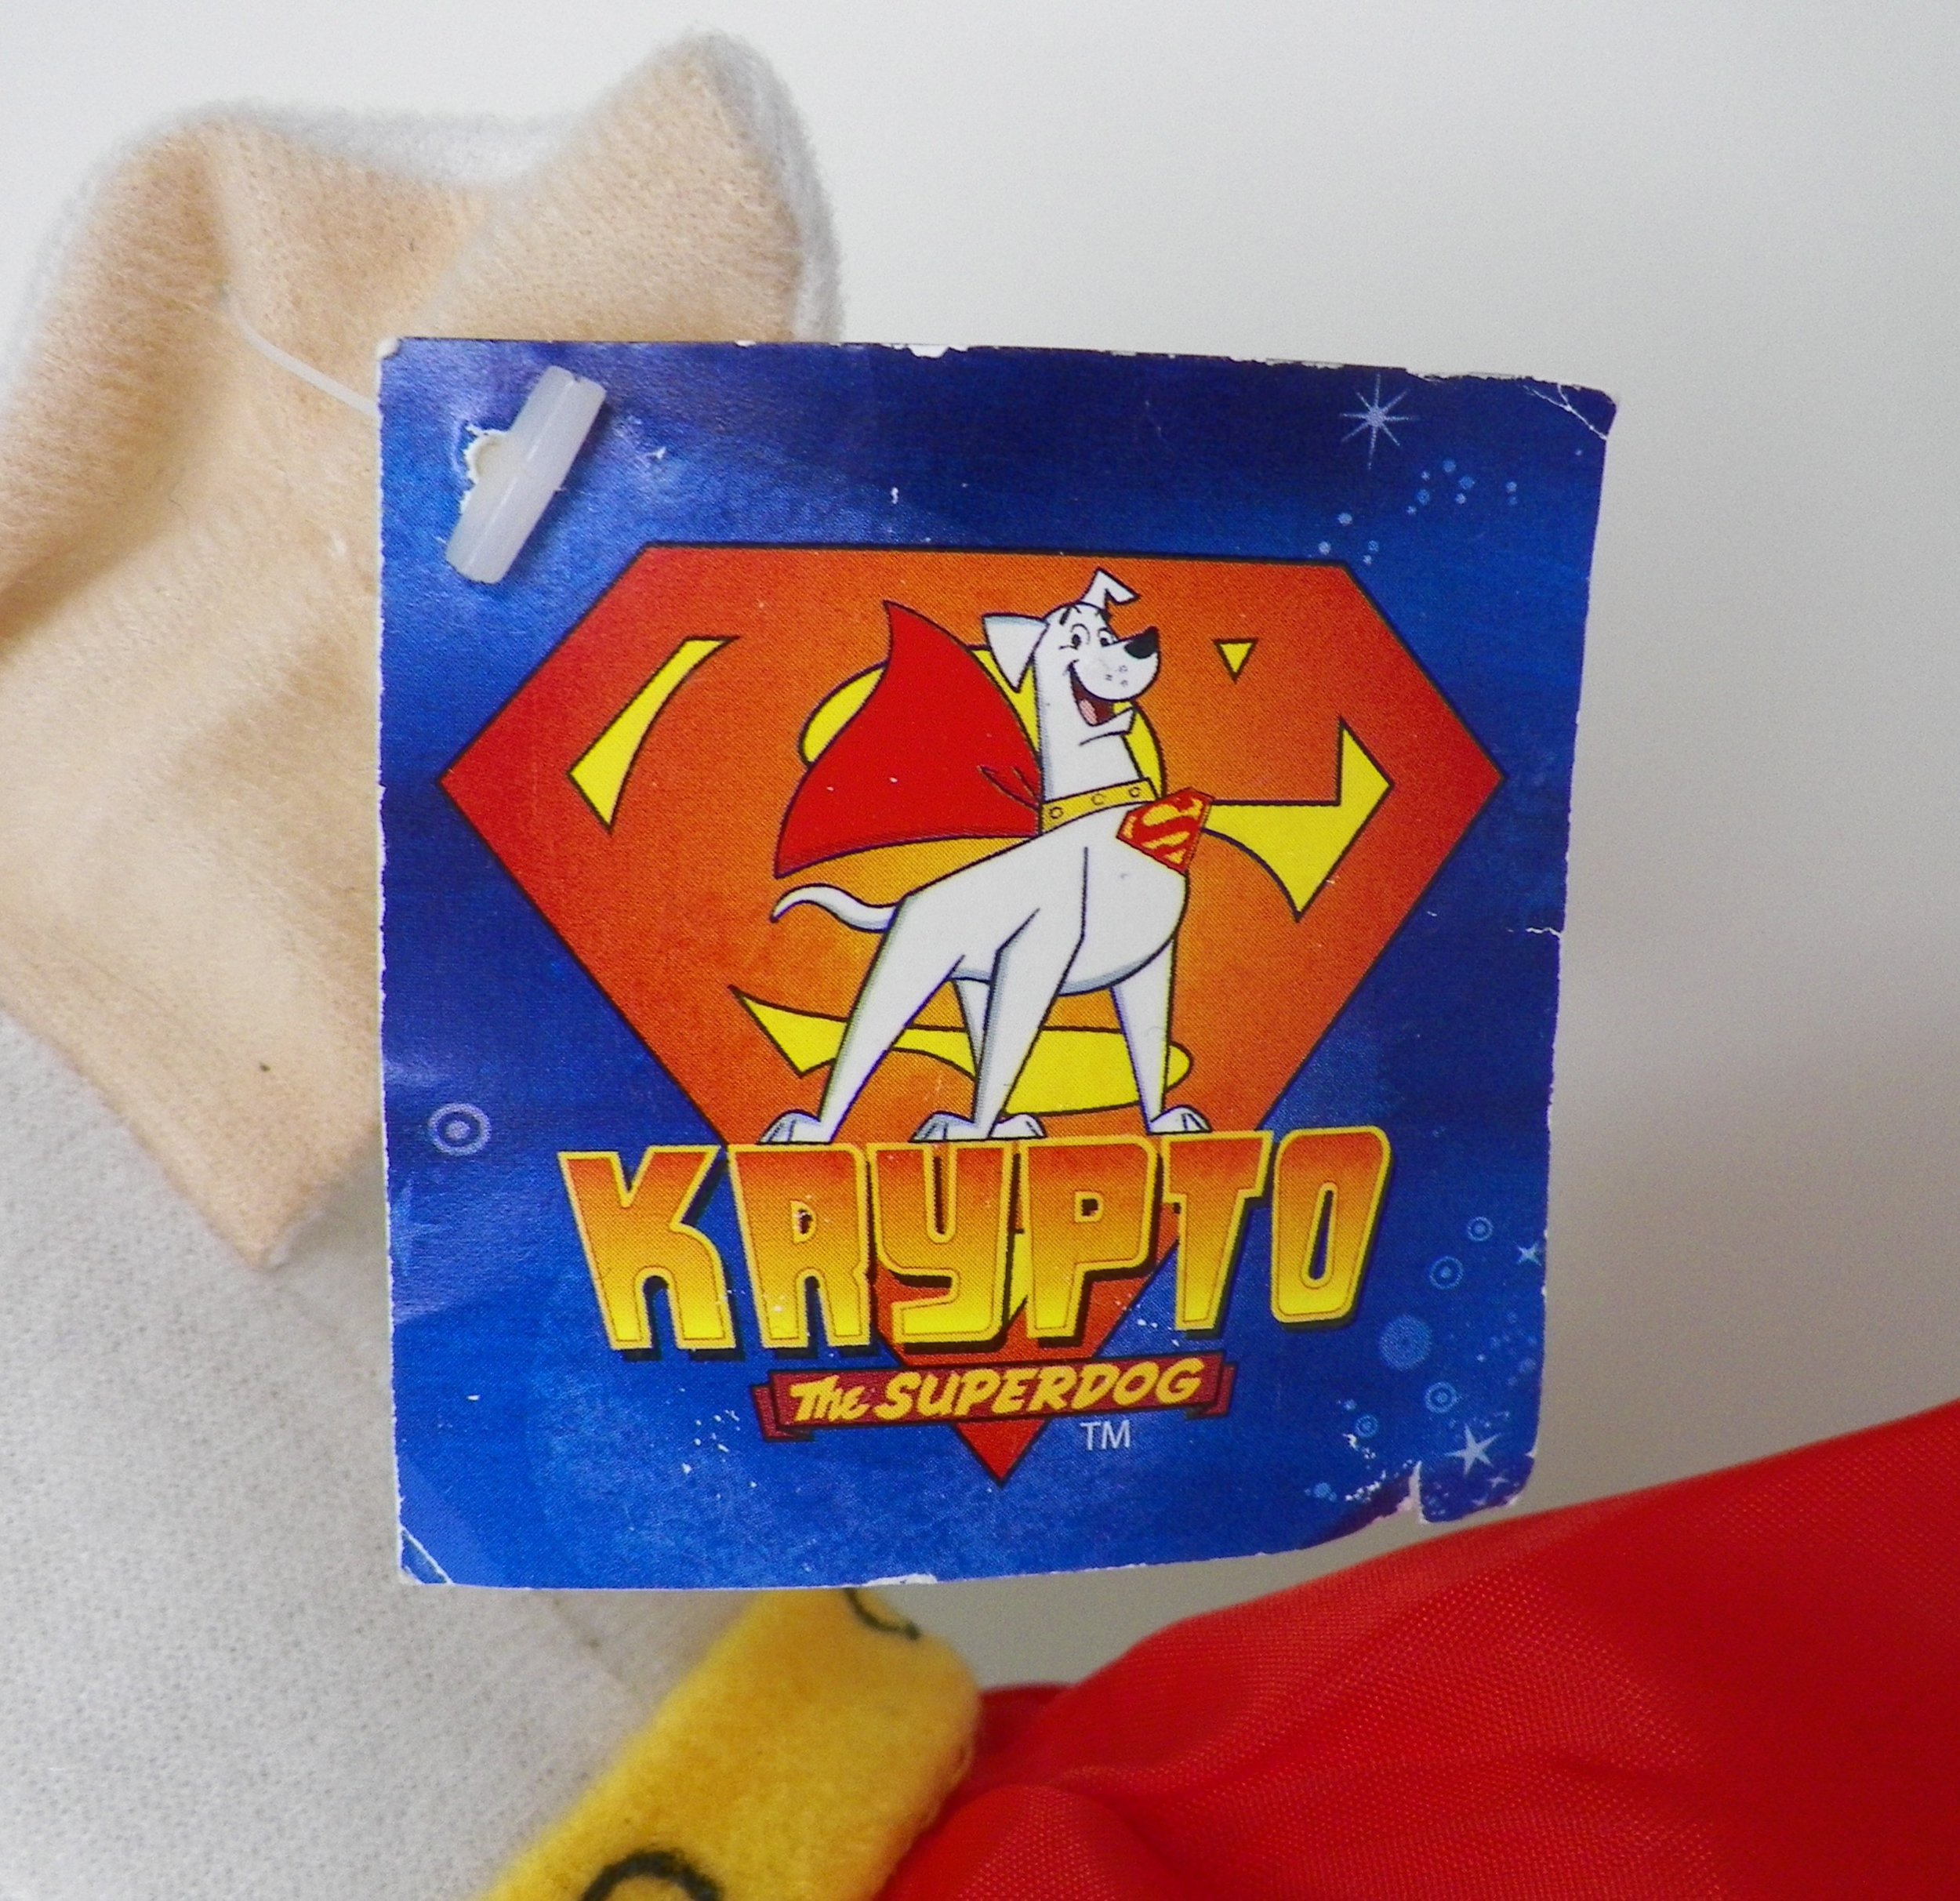 KRYPTO
The SUPERDOG
TM